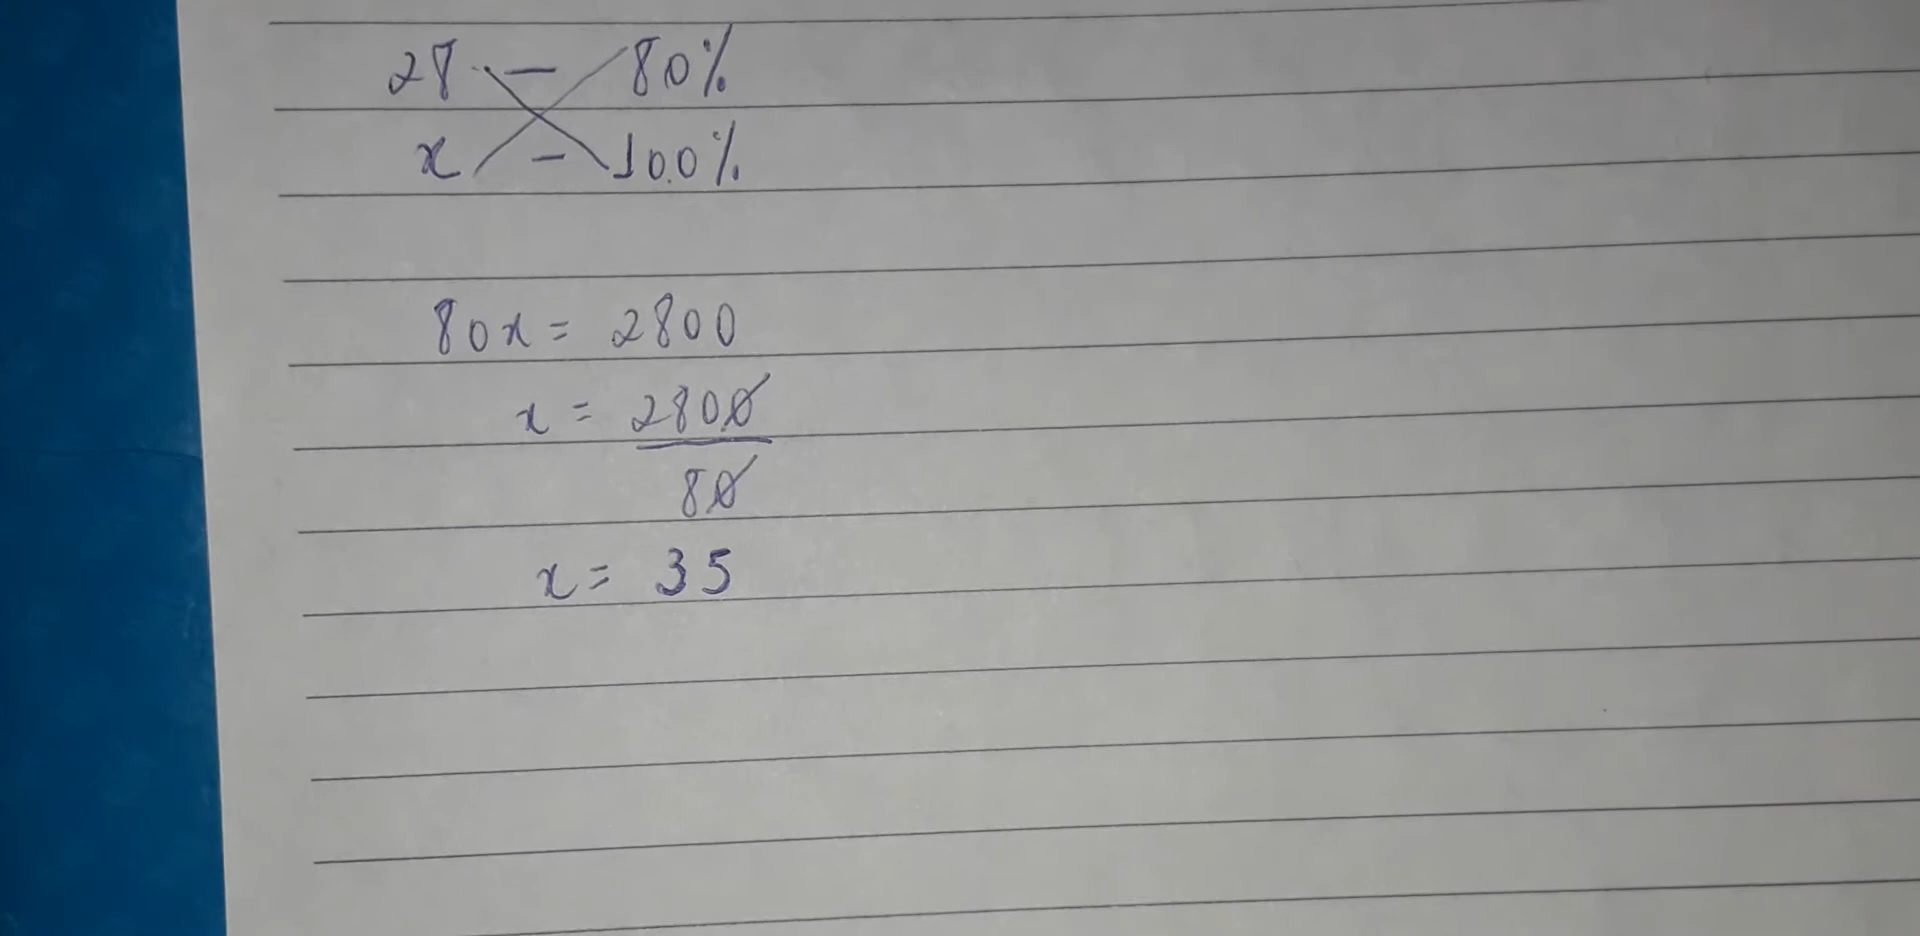 28 - 80%
x - 100%
80x = 2800
x = 2800
80
x = 35